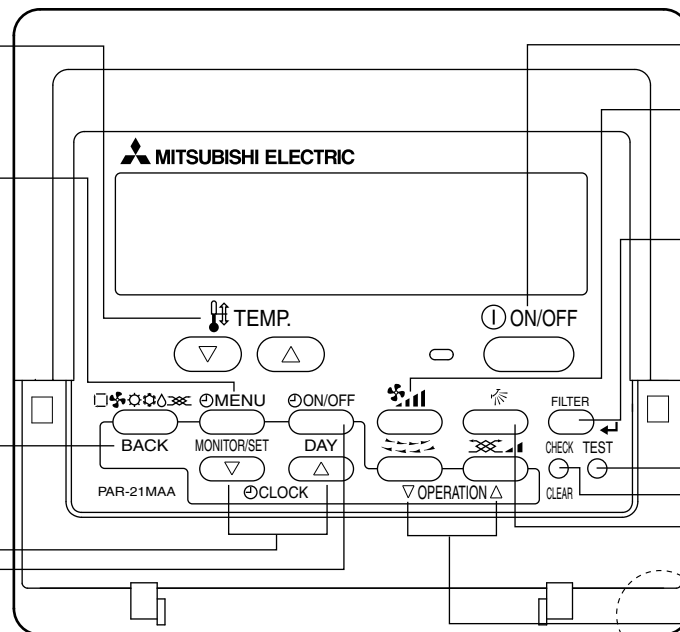 MITSUBISHI ELECTRIC
TEMP.
ON/OFF
MENU
ON/OFF
FILTER
BACK
MONITOR/SET
DAY
CHECK
TEST
PAR-21MAA
CLOCK
OPERATION
CLEAR